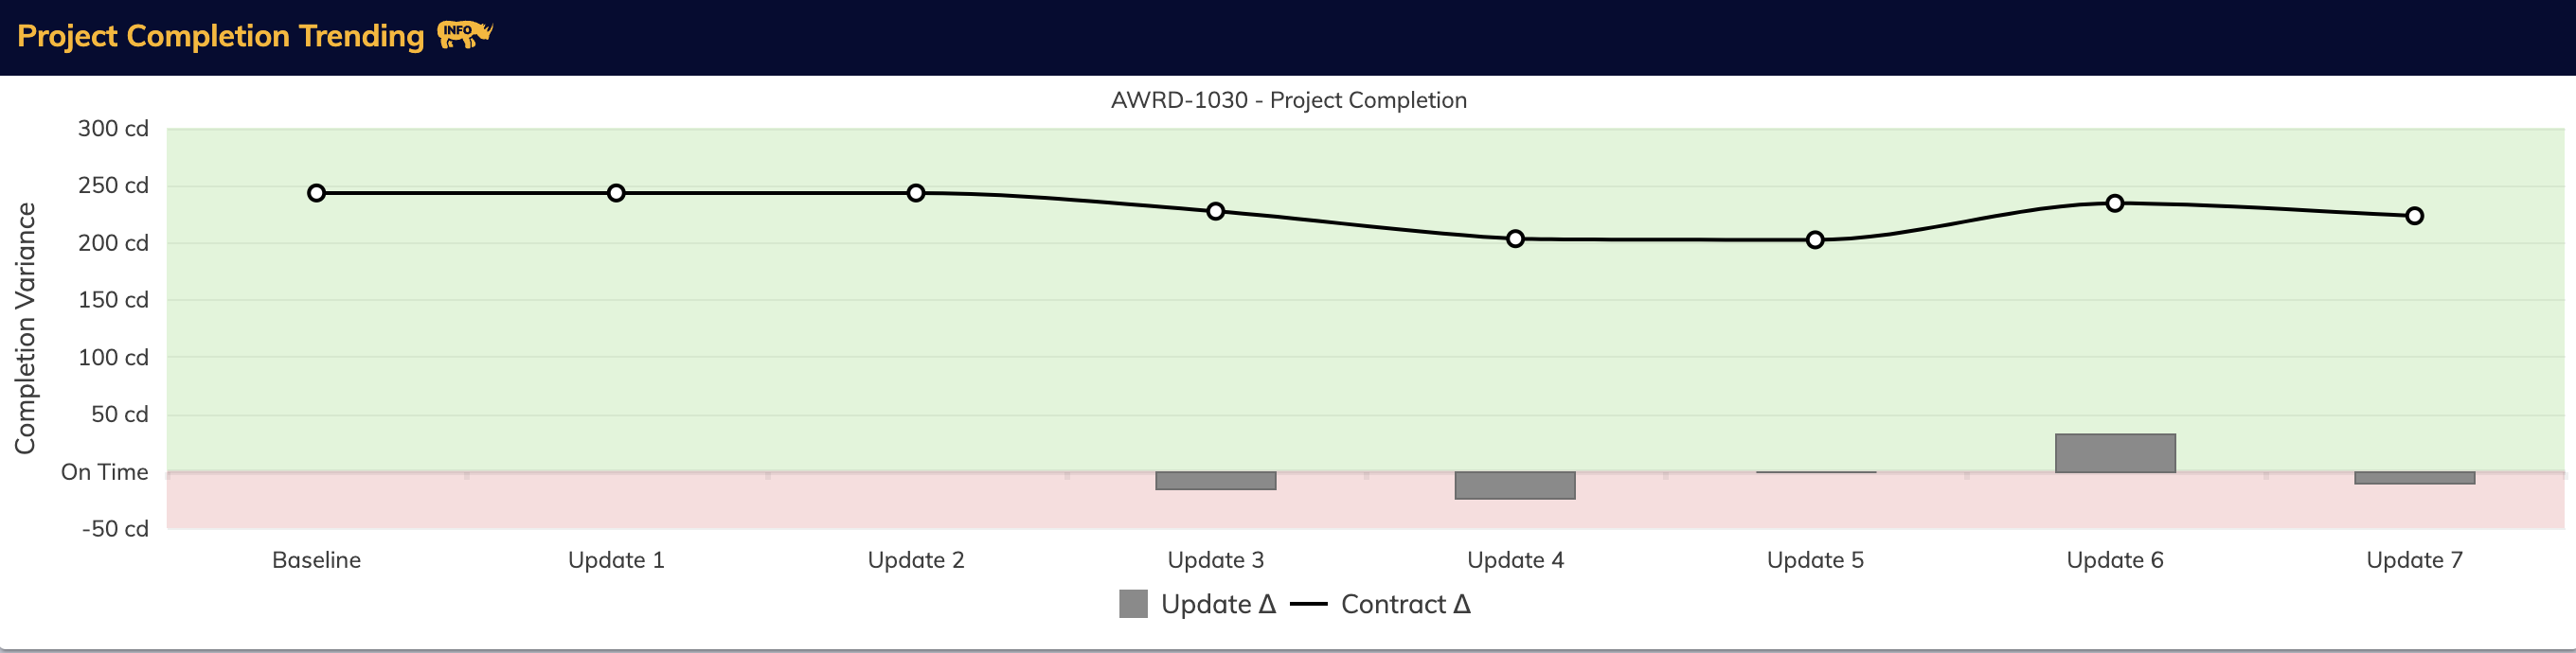 Project Completion Trending INFO
AWRD-1030 - Project Completion
Completion Variance
300 cd
250 cd
200 cd
150 cd
100 cd
50 cd
On Time
-50 cd
Baseline Update 1 Update 2 Update 3 Update 4 Update 5 Update 6 Update 7
Update Δ Contract Δ